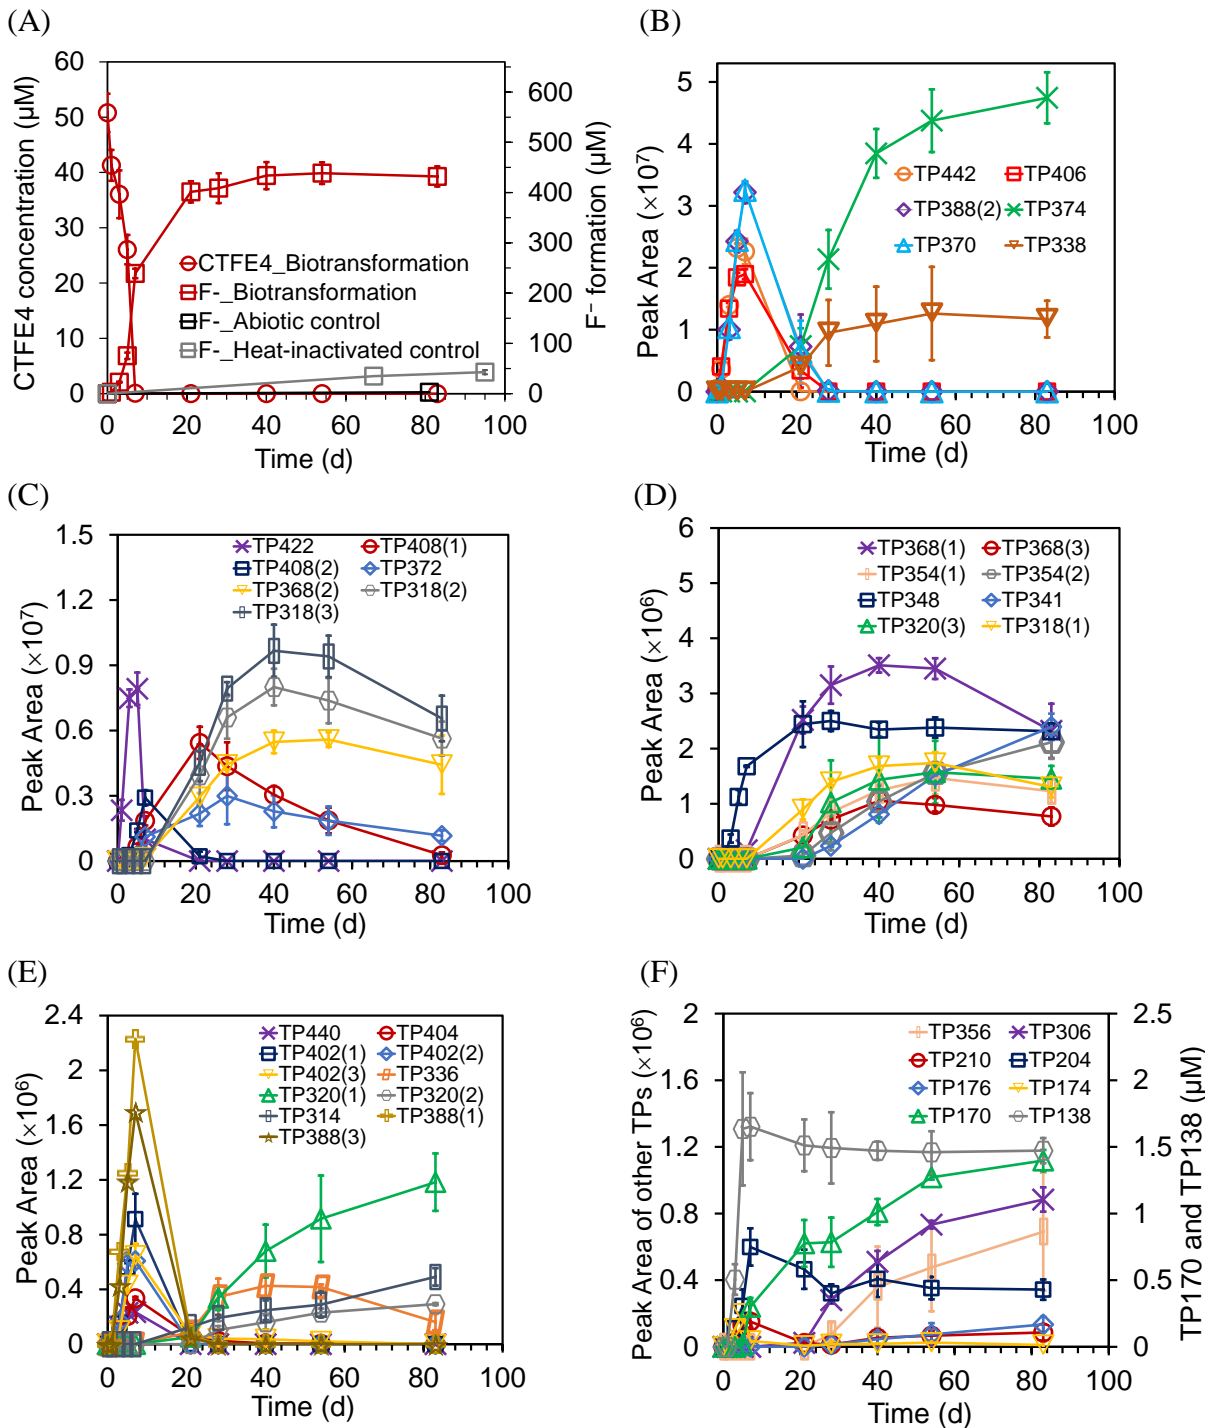 (A)
CTFE4 concentration (µM)
60
50
40
30
20
10
0
600
500
400
300
200
100
0
F⁻ formation (µM)
CTFE4_Biotransformation
F-_Biotransformation
F-_Abiotic control
F-_Heat-inactivated control
0 20 40 60 80 100
Time (d)
(B)
Peak Area (×10⁷)
5
4
3
2
1
0
TP442 TP406
TP388(2) TP374
TP370 TP338
0 20 40 60 80 100
Time (d)
(C)
Peak Area (×10⁷)
1.5
1.2
0.9
0.6
0.3
0
TP422 TP408(1)
TP408(2) TP372
TP368(2) TP318(2)
TP318(3)
0 20 40 60 80 100
Time (d)
(D)
Peak Area (×10⁶)
6
5
4
3
2
1
0
TP368(1) TP368(3)
TP354(1) TP354(2)
TP348 TP341
TP320(3) TP318(1)
0 20 40 60 80 100
Time (d)
(E)
Peak Area (×10⁶)
2.4
2
1.6
1.2
0.8
0.4
0
TP440 TP404
TP402(1) TP402(2)
TP402(3) TP336
TP320(1) TP320(2)
TP314 TP388(1)
TP388(3)
0 20 40 60 80 100
Time (d)
(F)
Peak Area of other TPs (×10⁶)
2
1.6
1.2
0.8
0.4
0
2.5
2
1.5
1
0.5
0
TP170 and TP138 (µM)
TP356 TP306
TP210 TP204
TP176 TP174
TP170 TP138
0 20 40 60 80 100
Time (d)